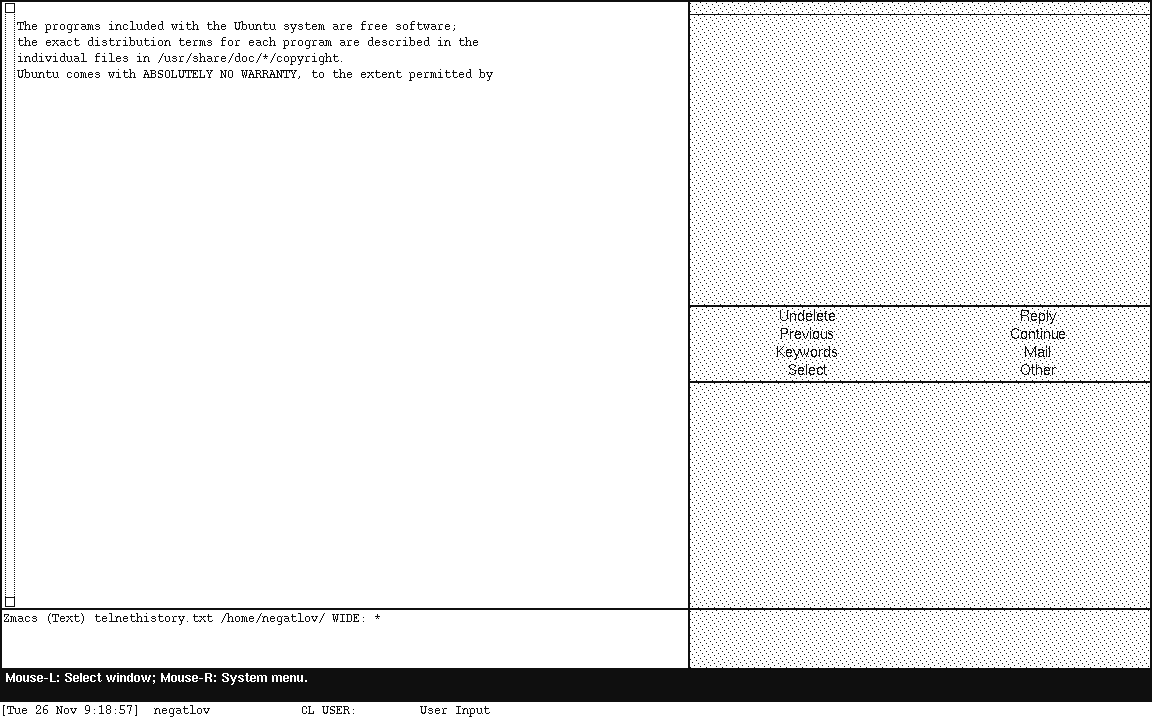 The programs included with the Ubuntu system are free software;
the exact distribution terms for each program are described in the
individual files in /usr/share/doc/*/copyright.
Ubuntu comes with ABSOLUTELY NO WARRANTY, to the extent permitted by
Undelete Reply
Previous Continue
Keywords Mail
Select Other
Zmacs (Text) telnethistory.txt /home/negatlov/ WIDE: *
Mouse-L: Select window; Mouse-R: System menu.
[Tue 26 Nov 9:18:57] negatlov CL USER: User Input